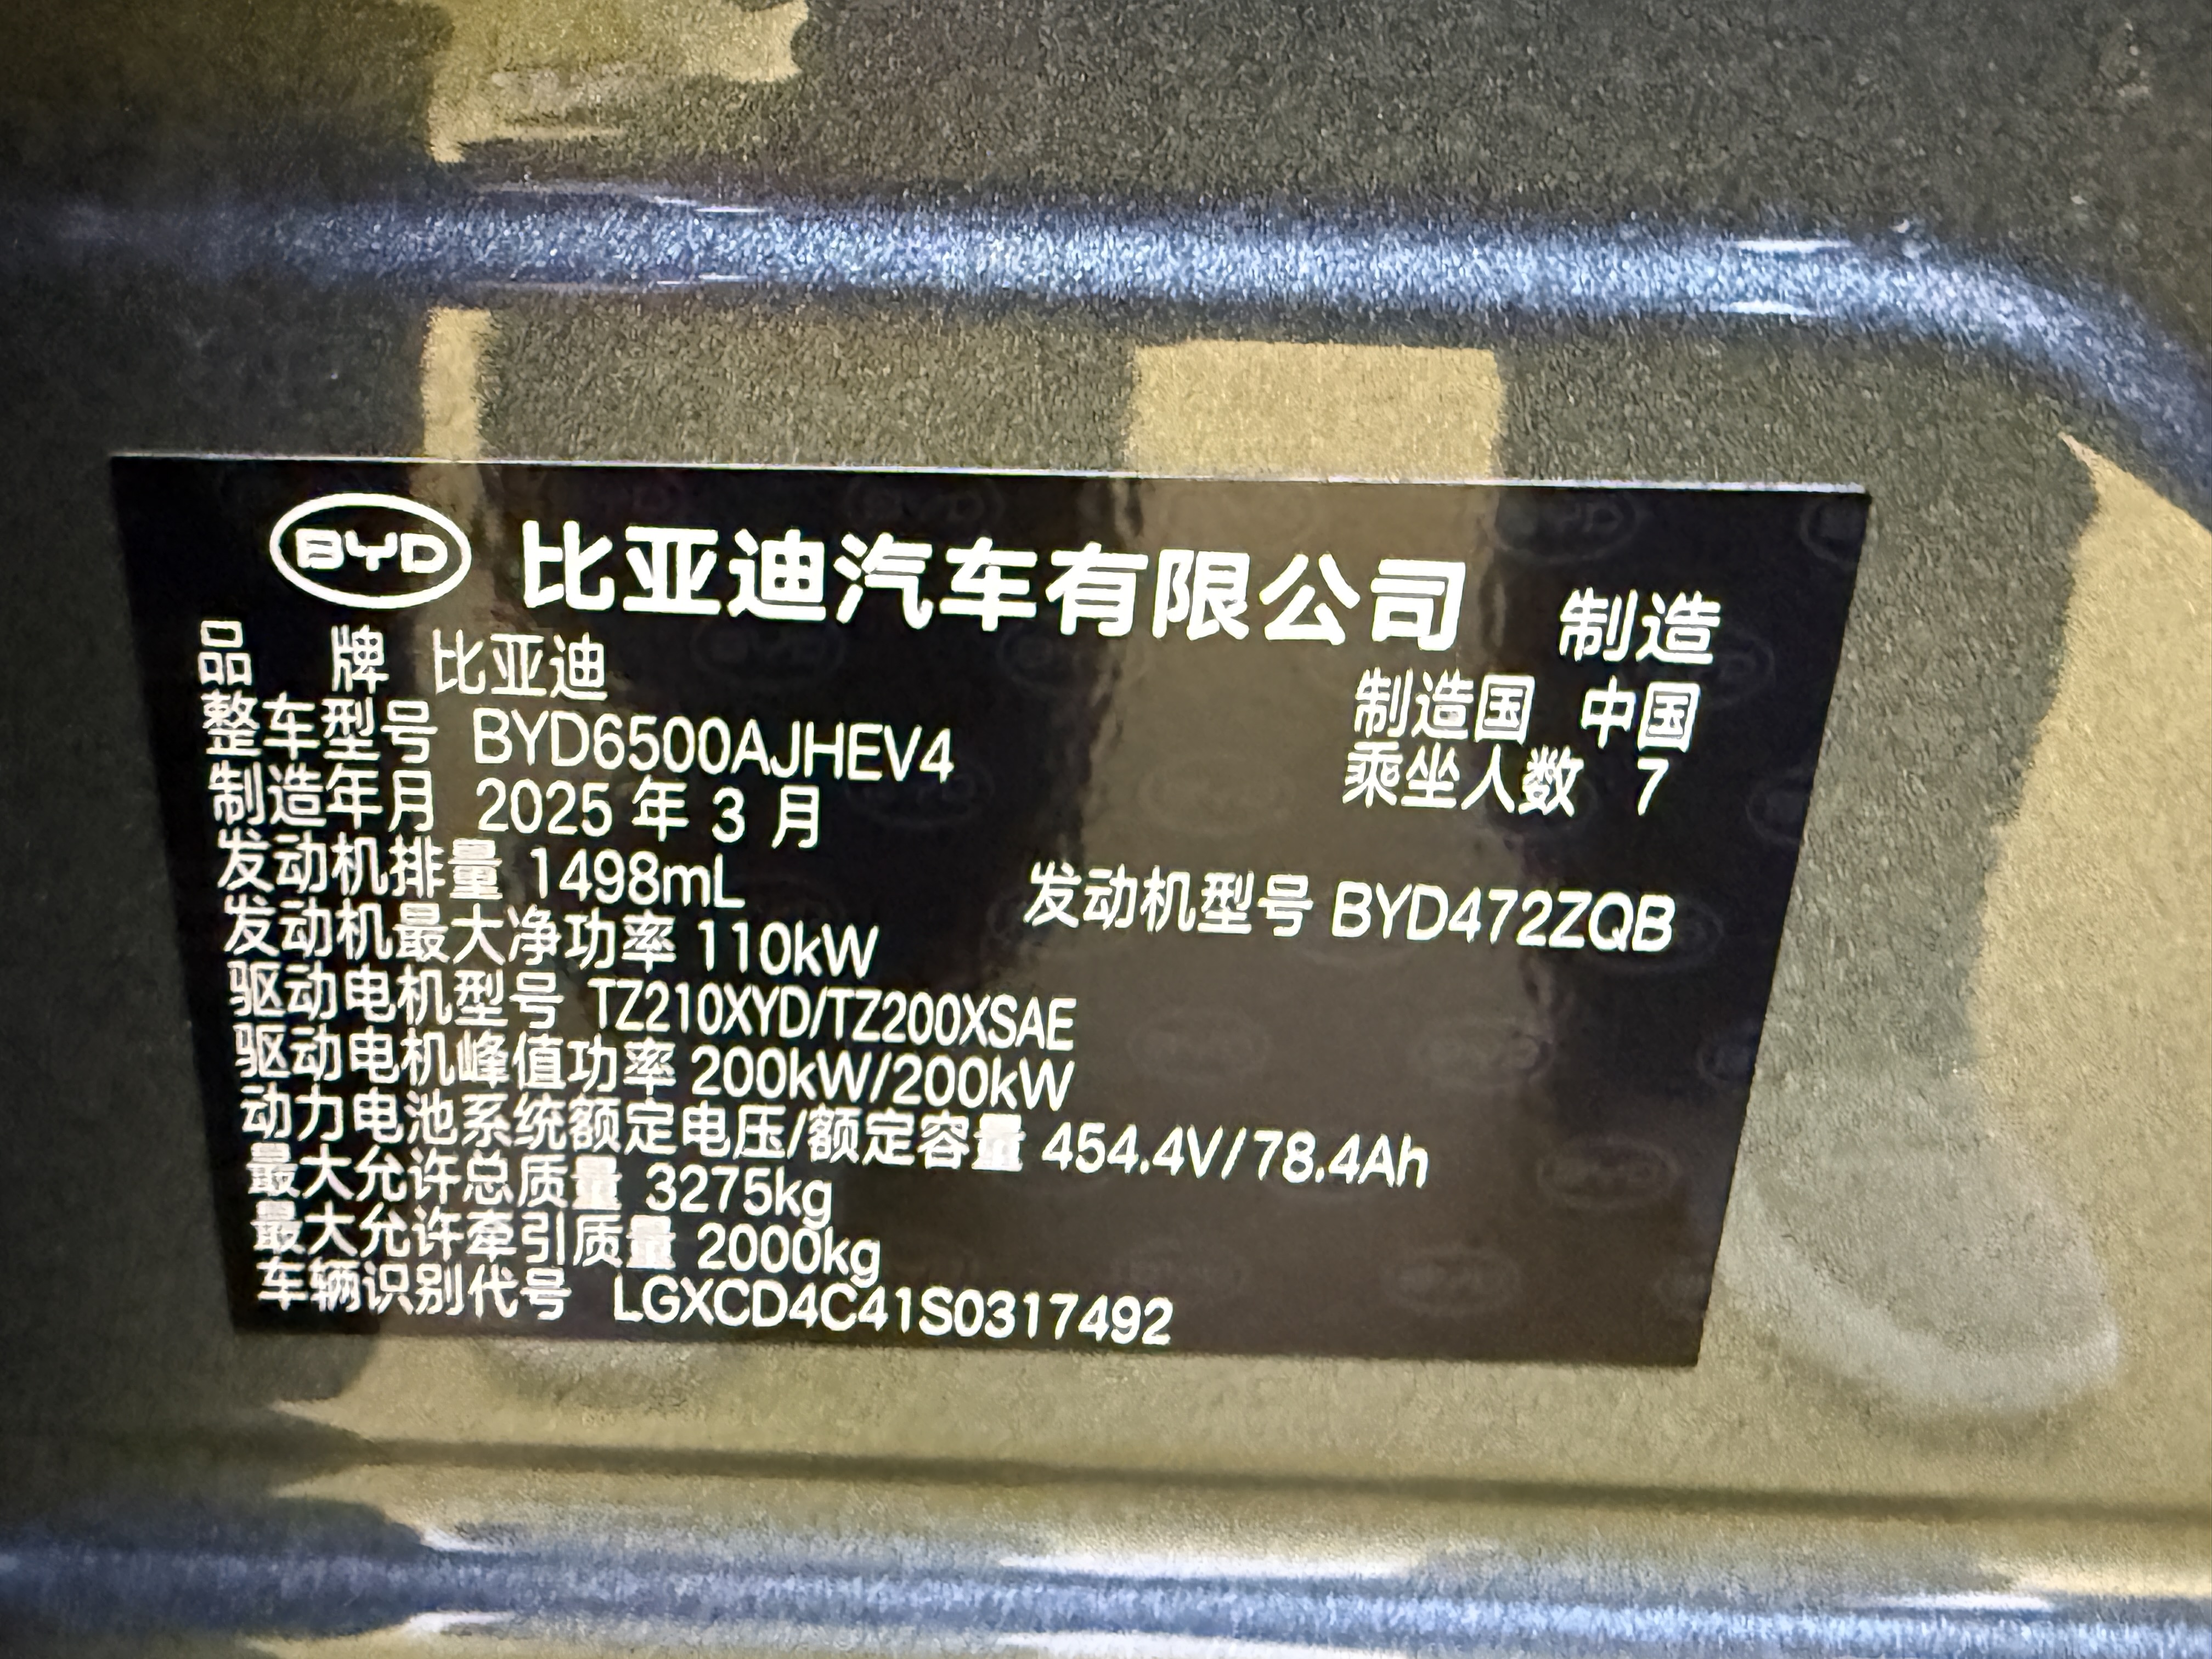 BYD 比亚迪汽车有限公司 制造
品 牌 比亚迪
制造国 中国
整车型号 BYD6500AJHEV4
乘坐人数 7
制造年月 2025 年 3 月
发动机排量 1498mL
发动机型号 BYD472ZQB
发动机最大净功率 110kW
驱动电机型号 TZ210XYD/TZ200XSAE
驱动电机峰值功率 200kW/200kW
动力电池系统额定电压/额定容量 454.4V/78.4Ah
最大允许总质量 3275kg
最大允许牵引质量 2000kg
车辆识别代号 LGXCD4C41S0317492